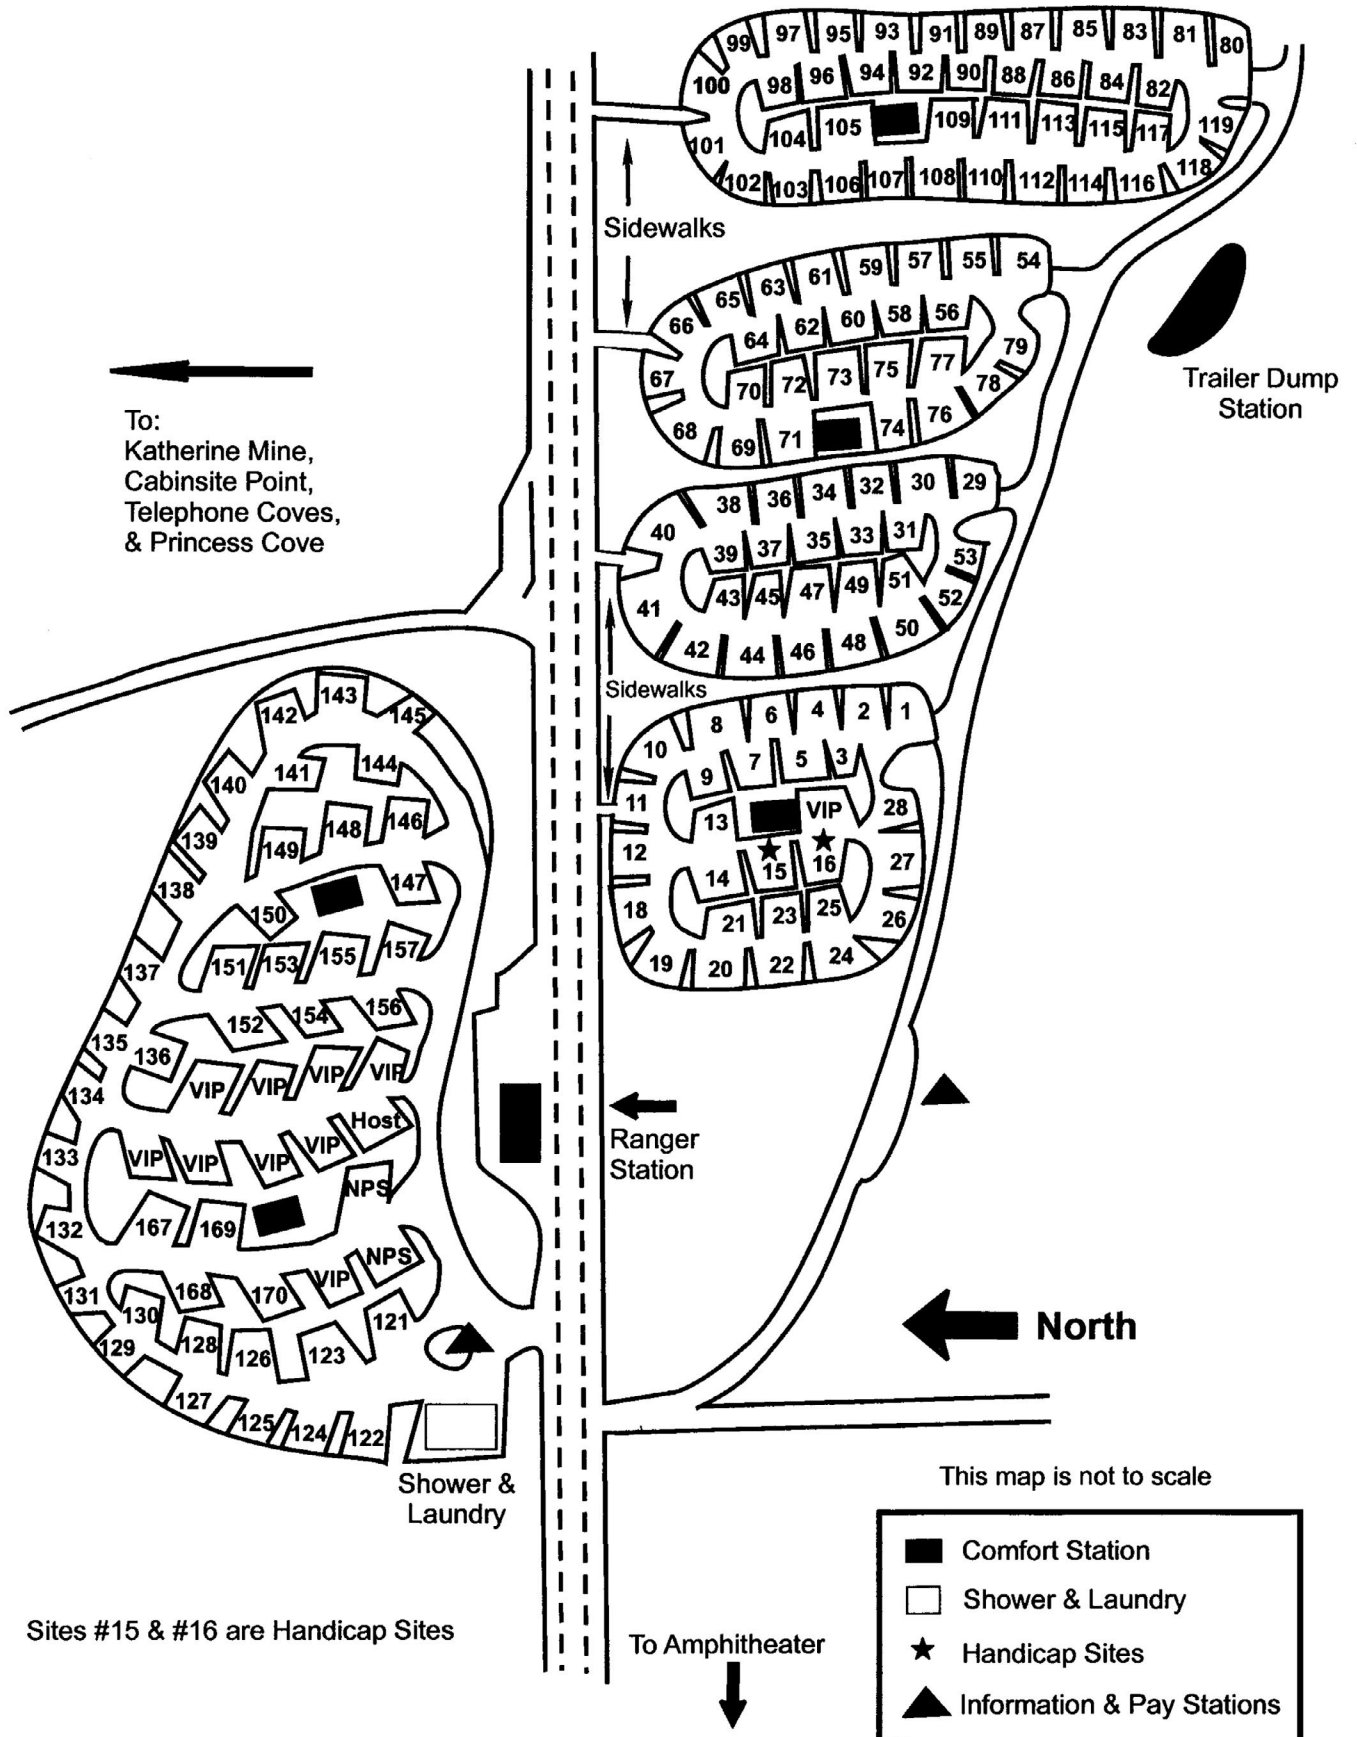 99 97 95 93 91 89 87 85 83 81 80
100 98 96 94 92 90 88 86 84 82
101 104 105 109 111 113 115 117 119
102 103 106 107 108 110 112 114 116 118
Sidewalks
66 65 63 61 59 57 55 54
64 62 60 58 56
67 70 72 73 75 77 79
68 69 71 74 76 78
Trailer Dump
Station
To:
Katherine Mine,
Cabinsite Point,
Telephone Coves,
& Princess Cove
40 38 36 34 32 30 29
39 37 35 33 31
41 43 45 47 49 51 53
42 44 46 48 50 52
Sidewalks
10 8 6 4 2 1
9 7 5 3
11 13 VIP 28
12 14 15 16 27
18 21 23 25 26
19 20 22 24
142 143 145
140 141 144
139 149 148 146
138 150 147
137 151 153 155 157
135 136 152 154 156
134 VIP VIP VIP VIP
133 VIP VIP VIP VIP Host
132 167 169 NPS
131 168 170 VIP NPS
130 128 126 123 121
129 127 125 124 122
Ranger
Station
North
Shower &
Laundry
This map is not to scale
Comfort Station
Shower & Laundry
Handicap Sites
Information & Pay Stations
Sites #15 & #16 are Handicap Sites
To Amphitheater